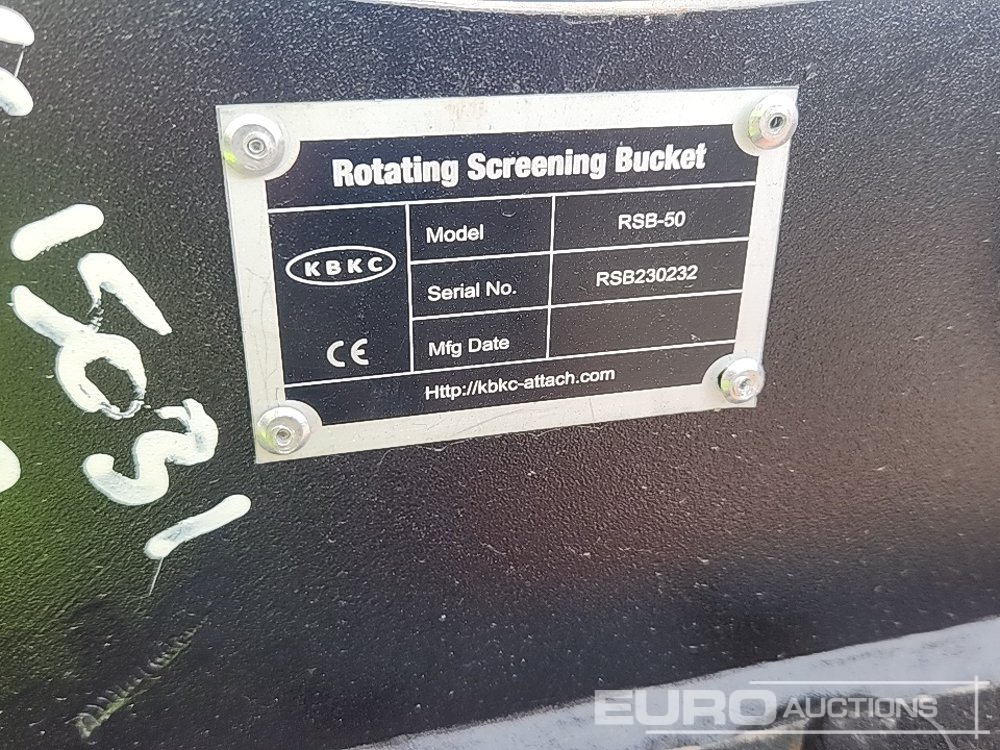 Rotating Screening Bucket
KBKC
CE
Model RSB-50
Serial No. RSB230232
Mfg Date
Http://kbkc-attach.com
EURO AUCTIONS